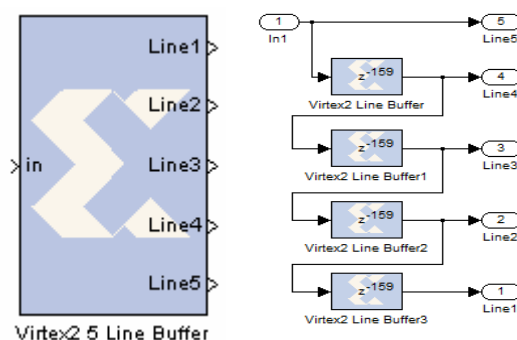 Line1
Line2
in
Line3
Line4
Line5
Virtex2 5 Line Buffer
1
In1
5
Line5
z-159
4
Virtex2 Line Buffer
Line4
z-159
3
Virtex2 Line Buffer1
Line3
z-159
2
Virtex2 Line Buffer2
Line2
z-159
1
Virtex2 Line Buffer3
Line1